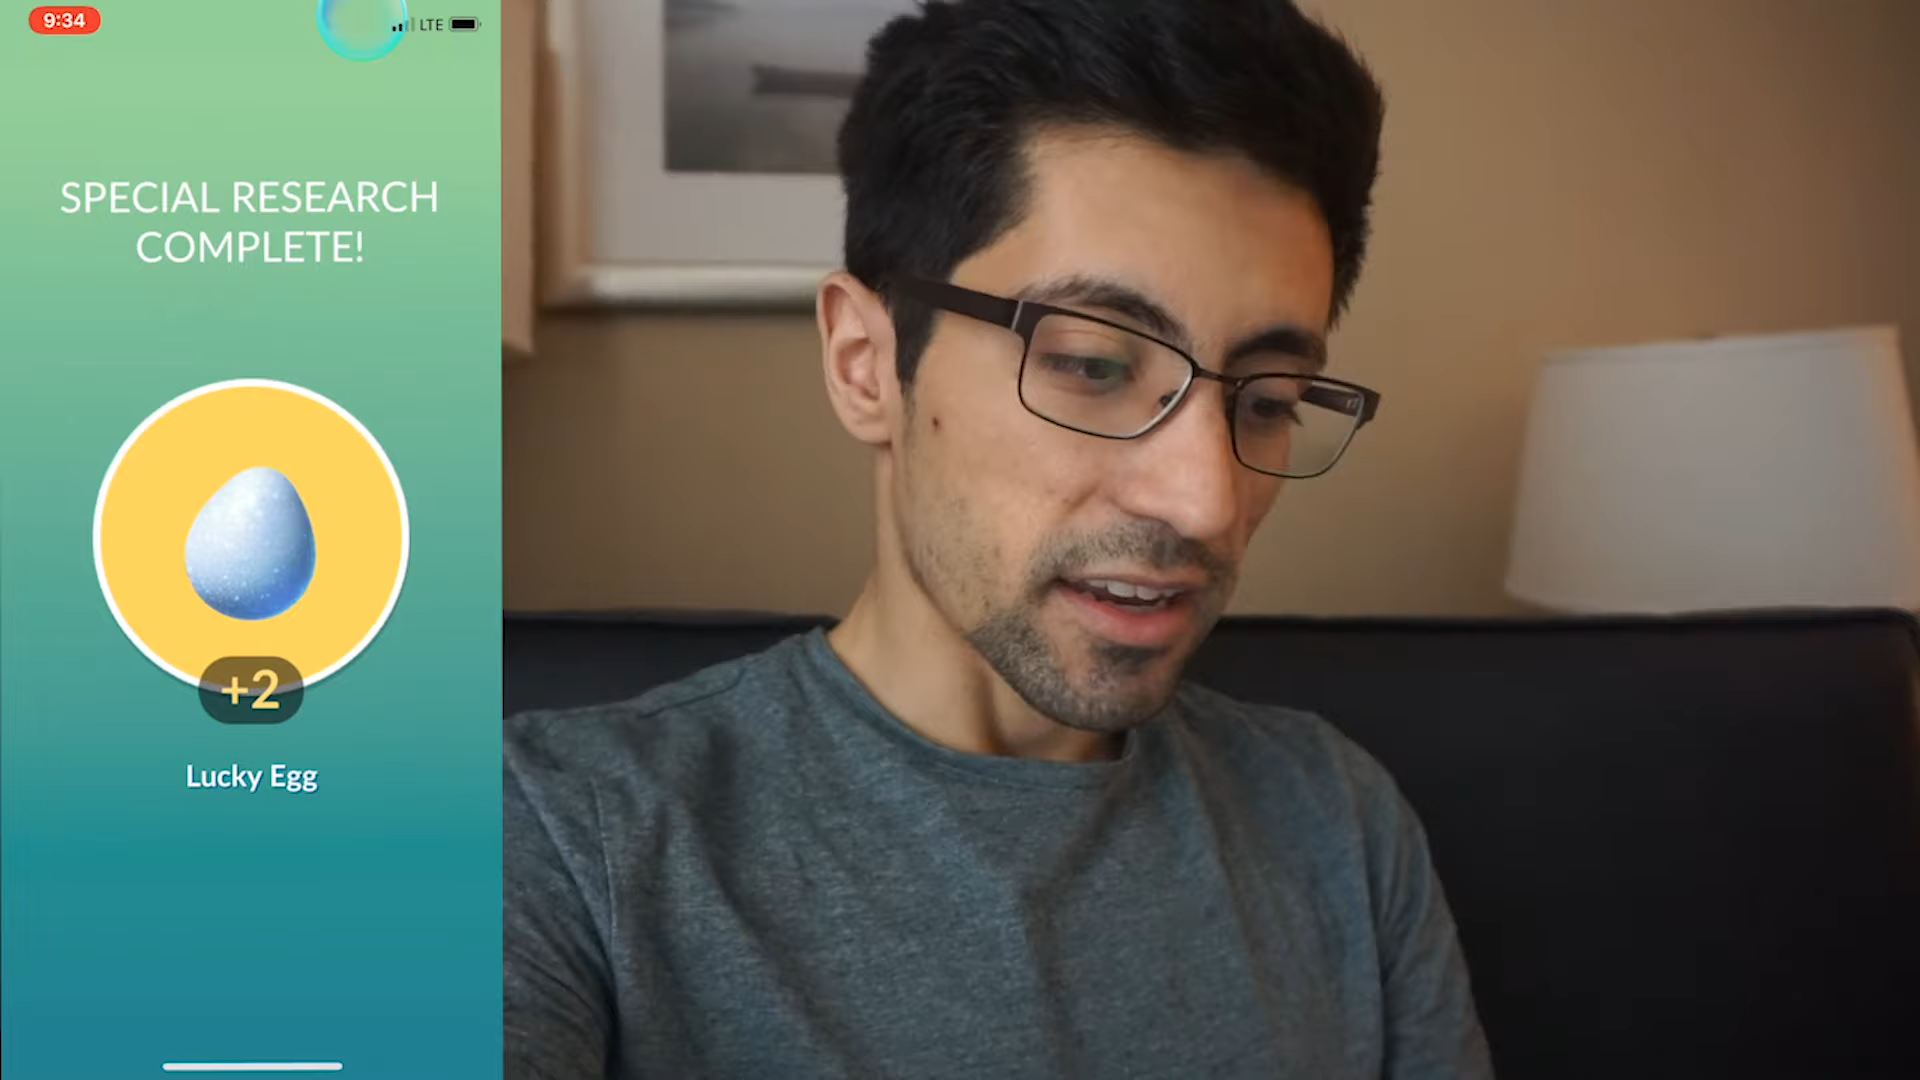 9:34
LTE
SPECIAL RESEARCH
COMPLETE!
+2
Lucky Egg